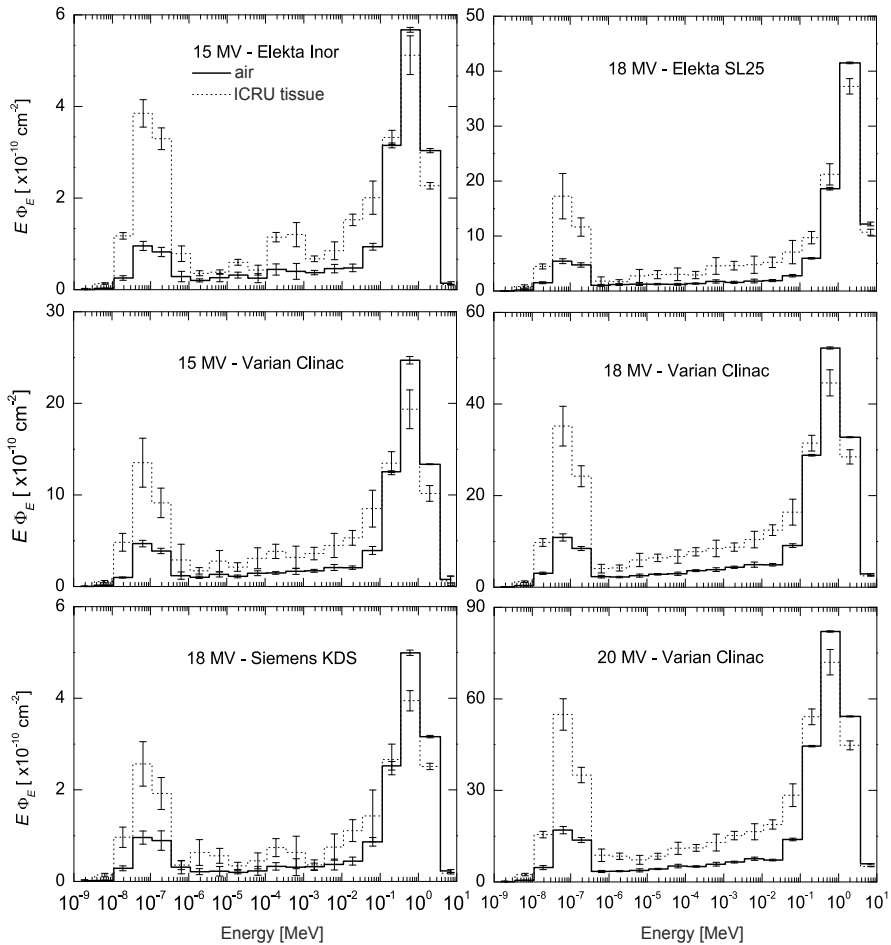 6
4
2
0
E Φ_E [ x10^-10 cm^-2 ]
15 MV - Elekta Inor
air
ICRU tissue
50
40
30
20
10
0
18 MV - Elekta SL25
30
20
10
0
E Φ_E [ x10^-10 cm^-2 ]
15 MV - Varian Clinac
60
40
20
0
18 MV - Varian Clinac
6
4
2
0
E Φ_E [ x10^-10 cm^-2 ]
18 MV - Siemens KDS
10^-9 10^-8 10^-7 10^-6 10^-5 10^-4 10^-3 10^-2 10^-1 10^0 10^1
Energy [MeV]
90
60
30
0
20 MV - Varian Clinac
10^-9 10^-8 10^-7 10^-6 10^-5 10^-4 10^-3 10^-2 10^-1 10^0 10^1
Energy [MeV]